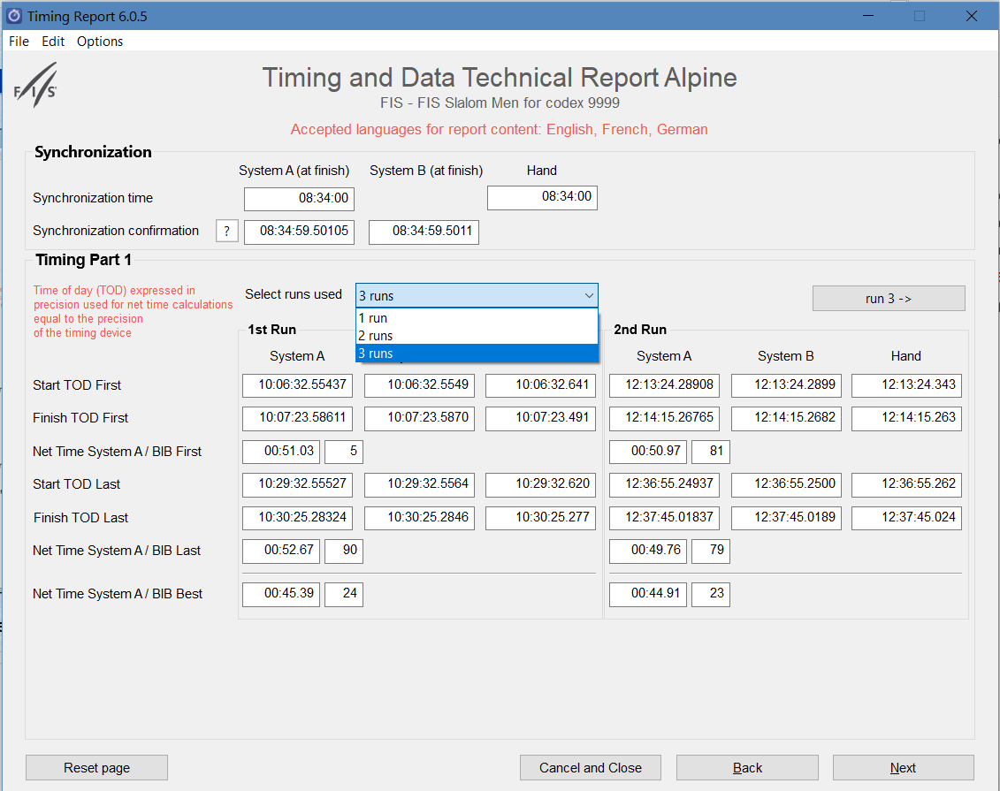 Timing Report 6.0.5
File Edit Options
FIS
Timing and Data Technical Report Alpine
FIS - FIS Slalom Men for codex 9999
Accepted languages for report content: English, French, German
Synchronization
System A (at finish) System B (at finish) Hand
Synchronization time 08:34:00 08:34:00
Synchronization confirmation ? 08:34:59.50105 08:34:59.5011
Timing Part 1
Time of day (TOD) expressed in
precision used for net time calculations
equal to the precision
of the timing device
Select runs used 3 runs run 3 ->
1 run
2 runs
3 runs
1st Run 2nd Run
System A System A System B Hand
Start TOD First 10:06:32.55437 10:06:32.5549 10:06:32.641 12:13:24.28908 12:13:24.2899 12:13:24.343
Finish TOD First 10:07:23.58611 10:07:23.5870 10:07:23.491 12:14:15.26765 12:14:15.2682 12:14:15.263
Net Time System A / BIB First 00:51.03 5 00:50.97 81
Start TOD Last 10:29:32.55527 10:29:32.5564 10:29:32.620 12:36:55.24937 12:36:55.2500 12:36:55.262
Finish TOD Last 10:30:25.28324 10:30:25.2846 10:30:25.277 12:37:45.01837 12:37:45.0189 12:37:45.024
Net Time System A / BIB Last 00:52.67 90 00:49.76 79
Net Time System A / BIB Best 00:45.39 24 00:44.91 23
Reset page Cancel and Close Back Next